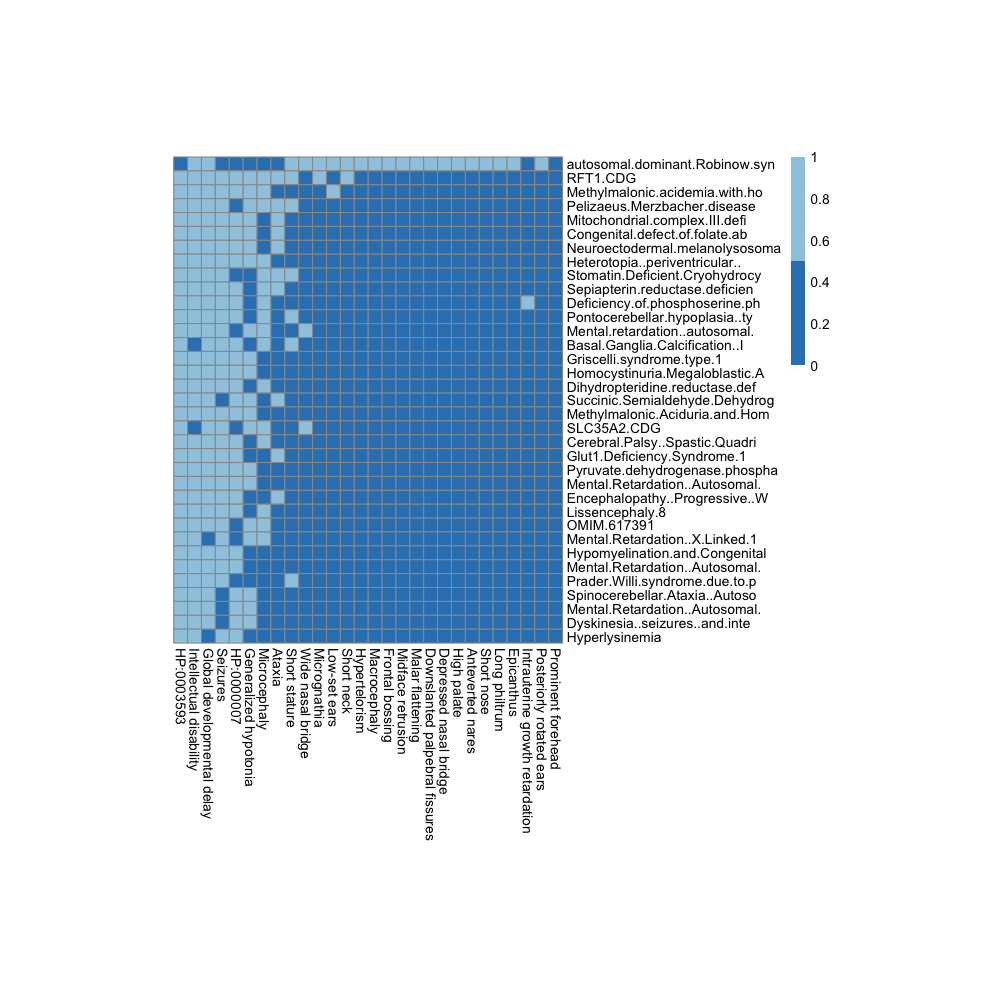 autosomal.dominant.Robinow.syn
RFT1.CDG
Methylmalonic.acidemia.with.ho
Pelizaeus.Merzbacher.disease
Mitochondrial.complex.III.defi
Congenital.defect.of.folate.ab
Neuroectodermal.melanolysosoma
Heterotopia..periventricular..
Stomatin.Deficient.Cryohydrocy
Sepiapterin.reductase.deficien
Deficiency.of.phosphoserine.ph
Pontocerebellar.hypoplasia..ty
Mental.retardation..autosomal.
Basal.Ganglia.Calcification..I
Griscelli.syndrome.type.1
Homocystinuria.Megaloblastic.A
Dihydropteridine.reductase.def
Succinic.Semialdehyde.Dehydrog
Methylmalonic.Aciduria.and.Hom
SLC35A2.CDG
Cerebral.Palsy..Spastic.Quadri
Glut1.Deficiency.Syndrome.1
Pyruvate.dehydrogenase.phospha
Mental.Retardation..Autosomal.
Encephalopathy..Progressive..W
Lissencephaly.8
OMIM.617391
Mental.Retardation..X.Linked.1
Hypomyelination.and.Congenital
Mental.Retardation..Autosomal.
Prader.Willi.syndrome.due.to.p
Spinocerebellar.Ataxia..Autoso
Mental.Retardation..Autosomal.
Dyskinesia..seizures..and.inte
Hyperlysinemia
1
0.8
0.6
0.4
0.2
0
HP:0003593
Intellectual disability
Global developmental delay
Seizures
HP:0000007
Generalized hypotonia
Microcephaly
Ataxia
Short stature
Wide nasal bridge
Micrognathia
Low-set ears
Short neck
Hypertelorism
Macrocephaly
Frontal bossing
Midface retrusion
Malar flattening
Downslanted palpebral fissures
Depressed nasal bridge
High palate
Anteverted nares
Short nose
Long philtrum
Epicanthus
Intrauterine growth retardation
Posteriorly rotated ears
Prominent forehead